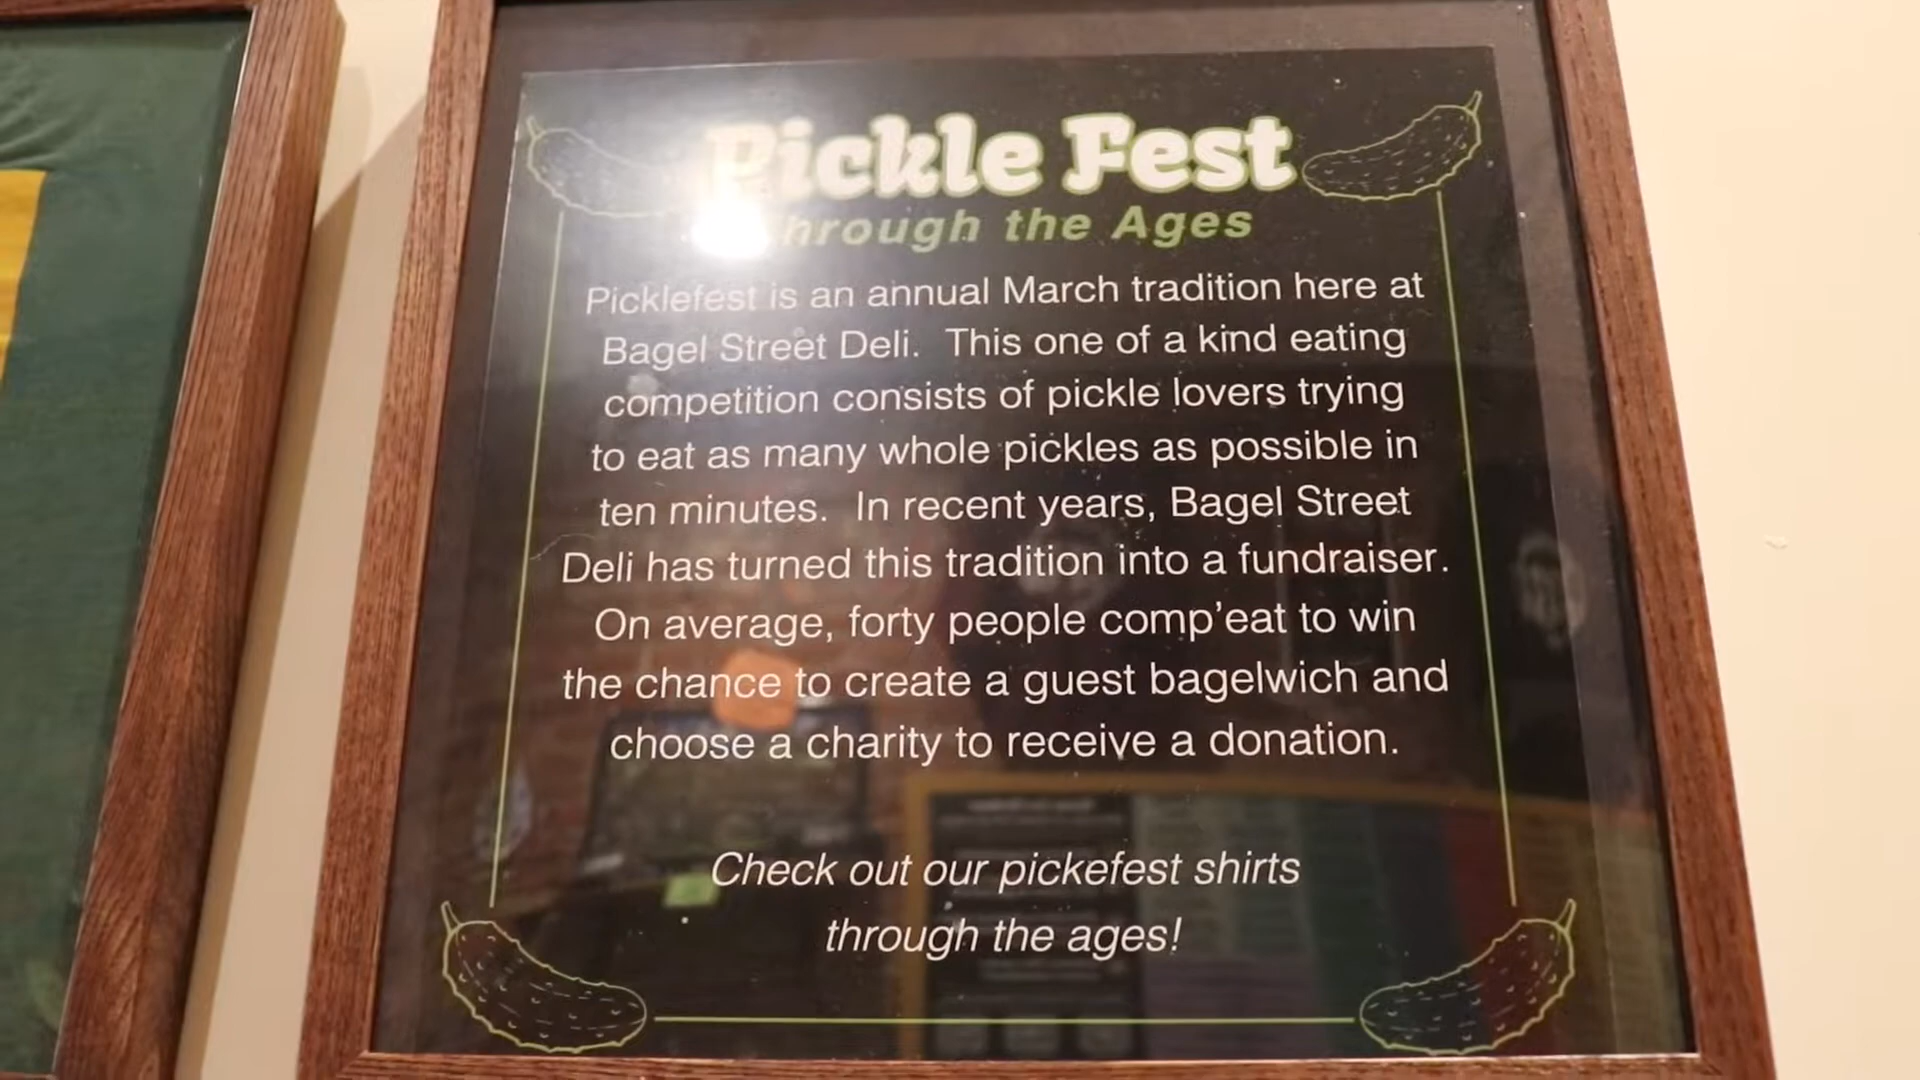 Pickle Fest
Through the Ages
Picklefest is an annual March tradition here at
Bagel Street Deli. This one of a kind eating
competition consists of pickle lovers trying
to eat as many whole pickles as possible in
ten minutes. In recent years, Bagel Street
Deli has turned this tradition into a fundraiser.
On average, forty people comp'eat to win
the chance to create a guest bagelwich and
choose a charity to receive a donation.
Check out our pickefest shirts
through the ages!